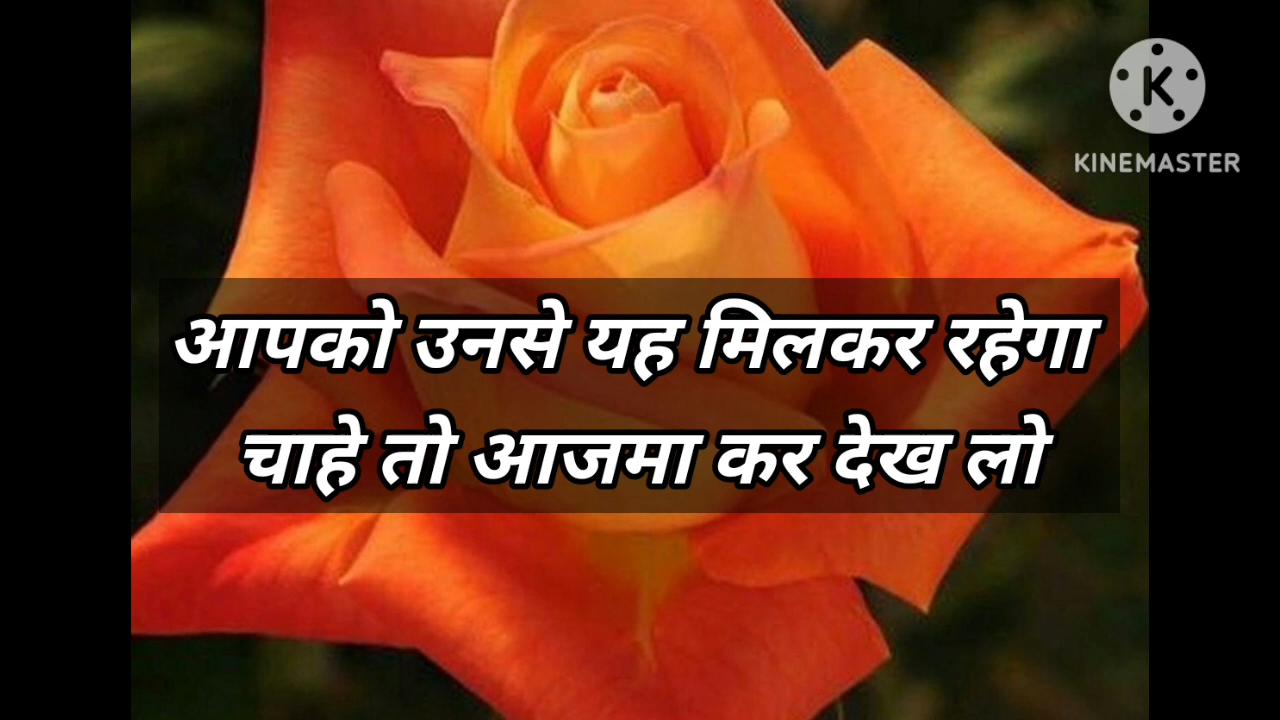 KINEMASTER
आपको उनसे यह मिलकर रहेगा
चाहे तो आजमा कर देख लो